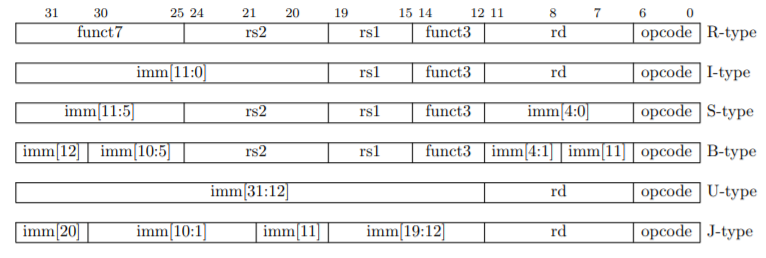 31 30 25 24 21 20 19 15 14 12 11 8 7 6 0
funct7 rs2 rs1 funct3 rd opcode R-type
imm[11:0] rs1 funct3 rd opcode I-type
imm[11:5] rs2 rs1 funct3 imm[4:0] opcode S-type
imm[12] imm[10:5] rs2 rs1 funct3 imm[4:1] imm[11] opcode B-type
imm[31:12] rd opcode U-type
imm[20] imm[10:1] imm[11] imm[19:12] rd opcode J-type